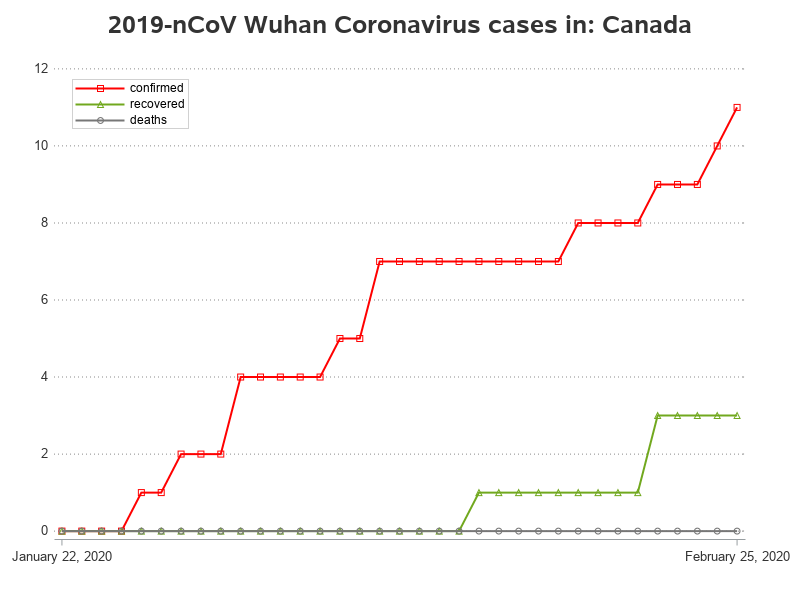 2019-nCoV Wuhan Coronavirus cases in: Canada
12
confirmed
recovered
deaths
10
8
6
4
2
0
January 22, 2020
February 25, 2020